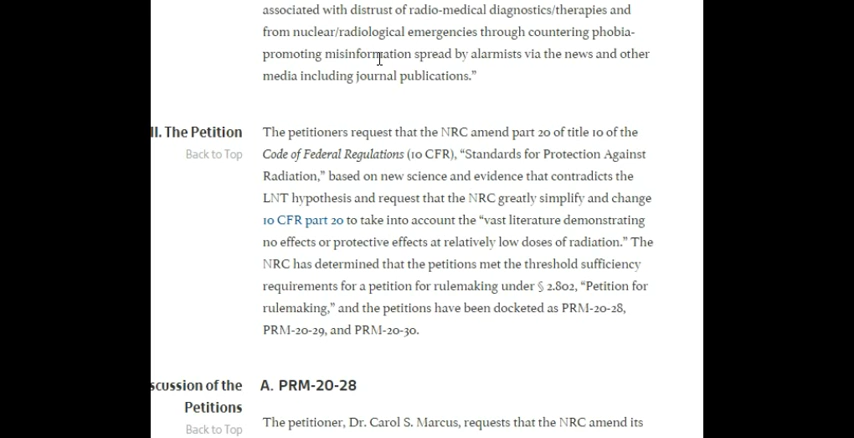 associated with distrust of radio-medical diagnostics/therapies and
from nuclear/radiological emergencies through countering phobia-
promoting misinformation spread by alarmists via the news and other
media including journal publications.”
II. The Petition
Back to Top
The petitioners request that the NRC amend part 20 of title 10 of the
Code of Federal Regulations (10 CFR), “Standards for Protection Against
Radiation,” based on new science and evidence that contradicts the
LNT hypothesis and request that the NRC greatly simplify and change
10 CFR part 20 to take into account the “vast literature demonstrating
no effects or protective effects at relatively low doses of radiation.” The
NRC has determined that the petitions met the threshold sufficiency
requirements for a petition for rulemaking under § 2.802, “Petition for
rulemaking,” and the petitions have been docketed as PRM-20-28,
PRM-20-29, and PRM-20-30.
scussion of the
Petitions
Back to Top
A. PRM-20-28
The petitioner, Dr. Carol S. Marcus, requests that the NRC amend its